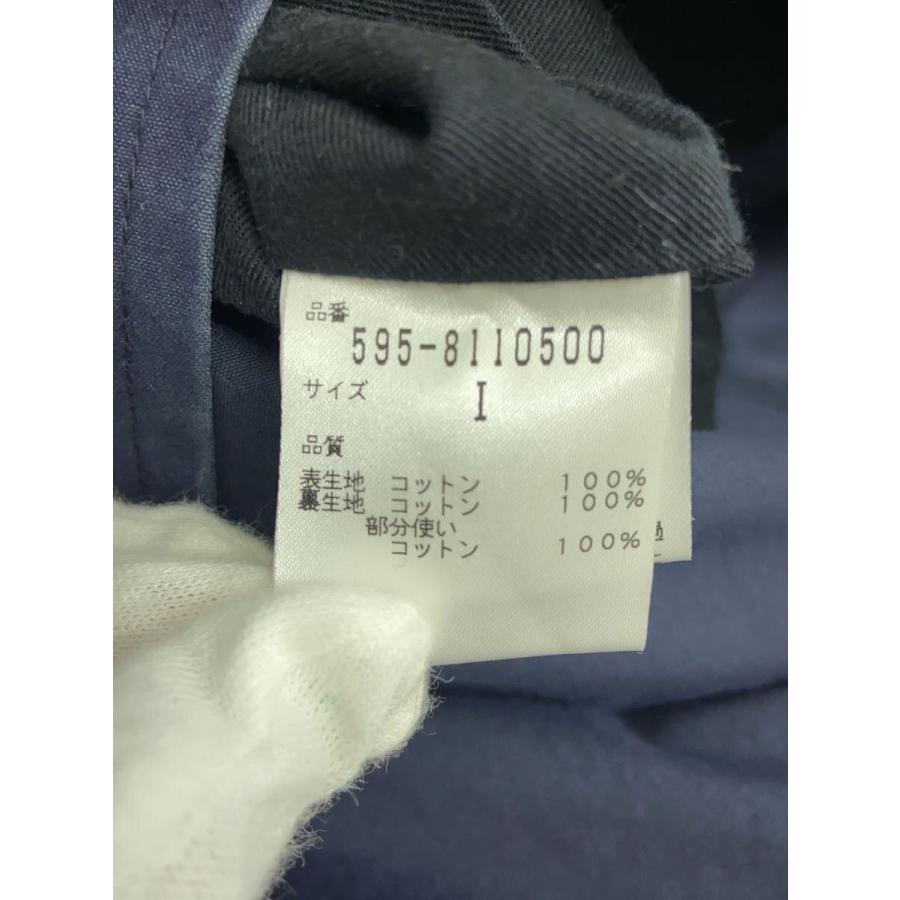 品番
595-8110500
サイズ
I
品質
表生地 コットン 100%
裏生地 コットン 100%
部分使い
コットン 100%